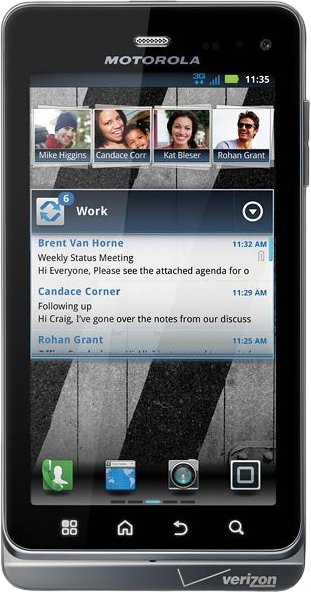 MOTOROLA
3G 11:35
Mike Higgins Candace Corr Kat Bleser Rohan Grant
6
Work
Brent Van Horne 11:32 AM
Weekly Status Meeting
Hi Everyone, Please see the attached agenda for o
Candace Corner 11:29 AM
Following up
Hi Craig, I've gone over the notes from our discuss
Rohan Grant 11:25 AM
verizon